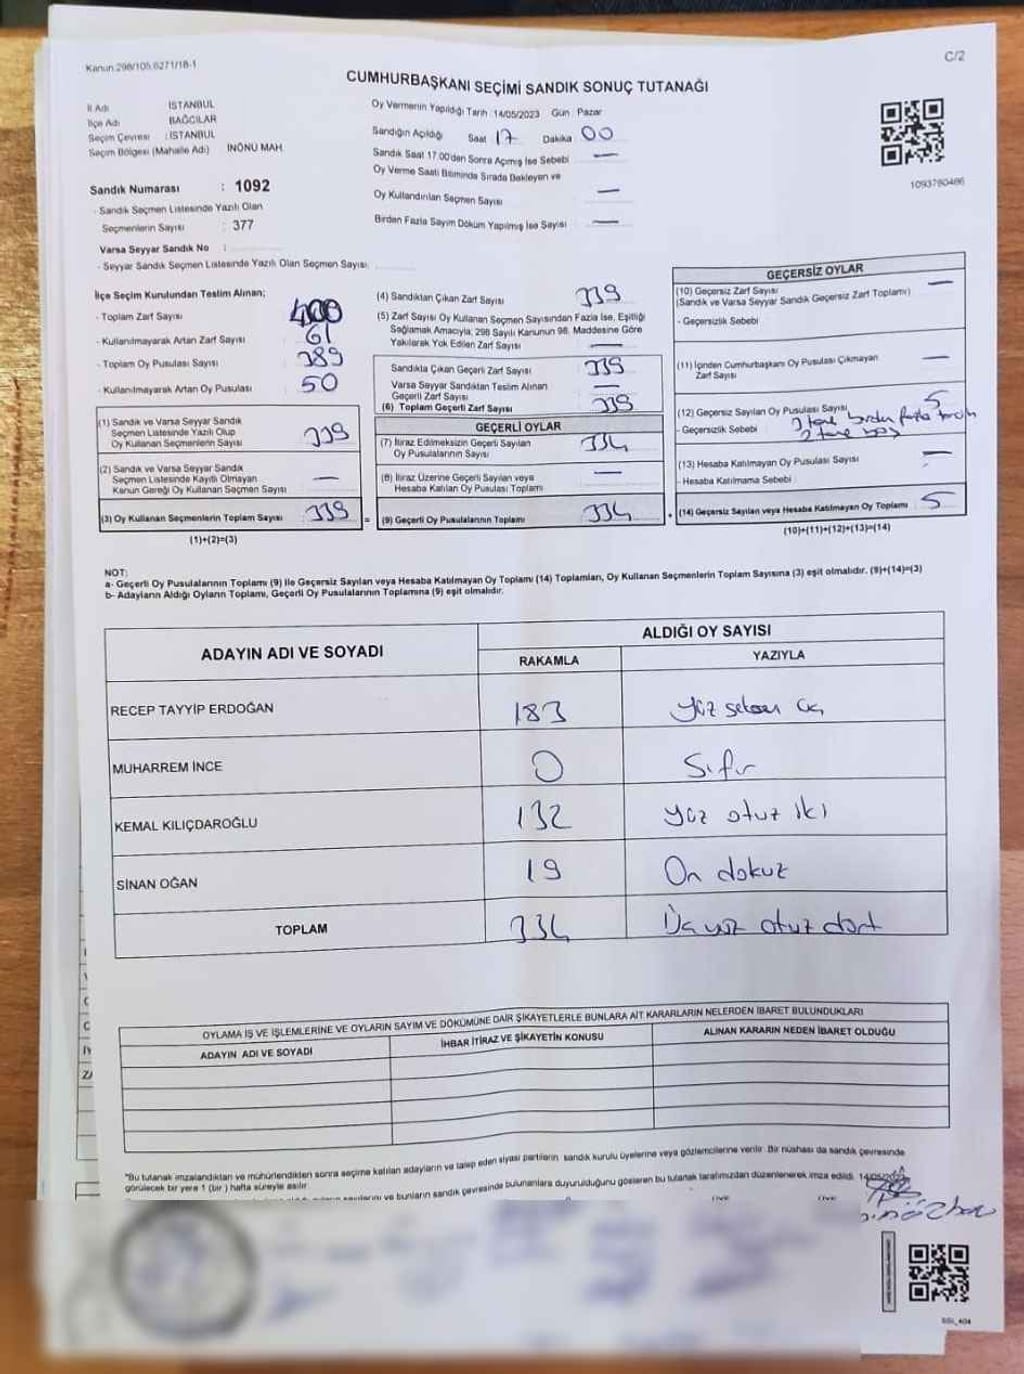 Kanun:298/105,6271/18-1
C/2
CUMHURBAŞKANI SEÇİMİ SANDIK SONUÇ TUTANAĞI
İl Adı İSTANBUL
İlçe Adı BAĞCILAR
Seçim Çevresi : İSTANBUL
Seçim Bölgesi (Mahalle Adı) İNÖNÜ MAH
Oy Vermenin Yapıldığı Tarih :14/05/2023 Gün : Pazar
Sandığın Açıldığı Saat 17 Dakika 00
Sandık Saat 17.00'den Sonra Açılmış İse Sebebi —
Oy Verme Saati Bitiminde Sırada Bekleyen ve
Oy Kullandırılan Seçmen Sayısı —
Birden Fazla Sayım Döküm Yapılmış İse Sayısı —
1093780486
Sandık Numarası : 1092
- Sandık Seçmen Listesinde Yazılı Olan
Seçmenlerin Sayısı : 377
Varsa Seyyar Sandık No :
- Seyyar Sandık Seçmen Listesinde Yazılı Olan Seçmen Sayısı:
İlçe Seçim Kurulundan Teslim Alınan;
- Toplam Zarf Sayısı 400
- Kullanılmayarak Artan Zarf Sayısı 61
- Toplam Oy Pusulası Sayısı 389
- Kullanılmayarak Artan Oy Pusulası 50
(1) Sandık ve Varsa Seyyar Sandık
Seçmen Listesinde Yazılı Olup
Oy Kullanan Seçmenlerin Sayısı 339
(2) Sandık ve Varsa Seyyar Sandık
Seçmen Listesinde Kayıtlı Olmayan
Kanun Gereği Oy Kullanan Seçmen Sayısı —
(3) Oy Kullanan Seçmenlerin Toplam Sayısı 339
(1)+(2)=(3)
(4) Sandıktan Çıkan Zarf Sayısı 339
(5) Zarf Sayısı Oy Kullanan Seçmen Sayısından Fazla İse, Eşitliği
Sağlamak Amacıyla; 298 Sayılı Kanunun 98. Maddesine Göre
Yakılarak Yok Edilen Zarf Sayısı —
Sandıkta Çıkan Geçerli Zarf Sayısı 339
Varsa Seyyar Sandıktan Teslim Alınan
Geçerli Zarf Sayısı —
(6) Toplam Geçerli Zarf Sayısı 339
GEÇERLİ OYLAR
(7) İtiraz Edilmeksizin Geçerli Sayılan
Oy Pusulalarının Sayısı 334
(8) İtiraz Üzerine Geçerli Sayılan veya
Hesaba Katılan Oy Pusulası Toplamı —
= (9) Geçerli Oy Pusulalarının Toplamı 334
GEÇERSİZ OYLAR
(10) Geçersiz Zarf Sayısı —
(Sandık ve Varsa Seyyar Sandık Geçersiz Zarf Toplamı)
- Geçersizlik Sebebi
(11) İçinden Cumhurbaşkanı Oy Pusulası Çıkmayan
Zarf Sayısı —
(12) Geçersiz Sayılan Oy Pusulası Sayısı 5
- Geçersizlik Sebebi 3 tane birden fazla tercih
2 tane boş
(13) Hesaba Katılmayan Oy Pusulası Sayısı —
- Hesaba Katılmama Sebebi
+ (14) Geçersiz Sayılan veya Hesaba Katılmayan Oy Toplamı 5
(10)+(11)+(12)+(13)=(14)
NOT:
a- Geçerli Oy Pusulalarının Toplamı (9) ile Geçersiz Sayılan veya Hesaba Katılmayan Oy Toplamı (14) Toplamları, Oy Kullanan Seçmenlerin Toplam Sayısına (3) eşit olmalıdır. (9)+(14)=(3)
b- Adayların Aldığı Oyların Toplamı, Geçerli Oy Pusulalarının Toplamına (9) eşit olmalıdır.
ADAYIN ADI VE SOYADI ALDIĞI OY SAYISI
RAKAMLA YAZIYLA
RECEP TAYYİP ERDOĞAN 183 Yüz seksen üç
MUHARREM İNCE 0 Sıfır
KEMAL KILIÇDAROĞLU 132 yüz otuz iki
SİNAN OĞAN 19 On dokuz
TOPLAM 334 Üç yüz otuz dört
OYLAMA İŞ VE İŞLEMLERİNE VE OYLARIN SAYIM VE DÖKÜMÜNE DAİR ŞİKAYETLERLE BUNLARA AİT KARARLARIN NELERDEN İBARET BULUNDUKLARI
ADAYIN ADI VE SOYADI İHBAR İTİRAZ VE ŞİKAYETİN KONUSU ALINAN KARARIN NEDEN İBARET OLDUĞU
*Bu tutanak imzalandıktan ve mühürlendikten sonra seçime katılan adayların ve talep eden siyasi partilerin sandık kurulu üyelerine veya gözlemcilerine verilir. Bir nüshası da sandık çevresinde
görülecek bir yere 1 (bir) hafta süreyle asılır.
sayılarını ve bunların sandık çevresinde bulunanlara duyurulduğunu gösteren bu tutanak tarafımızdan düzenlenerek imza edildi.
ÜYE ÜYE